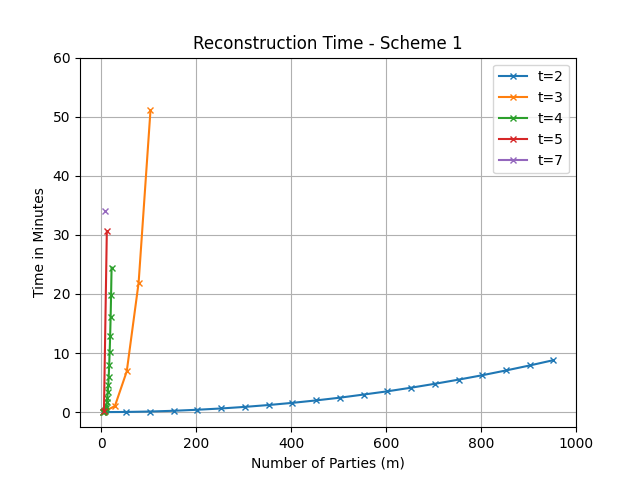 Reconstruction Time - Scheme 1
60
50
40
30
20
10
0
Time in Minutes
t=2
t=3
t=4
t=5
t=7
0 200 400 600 800 1000
Number of Parties (m)